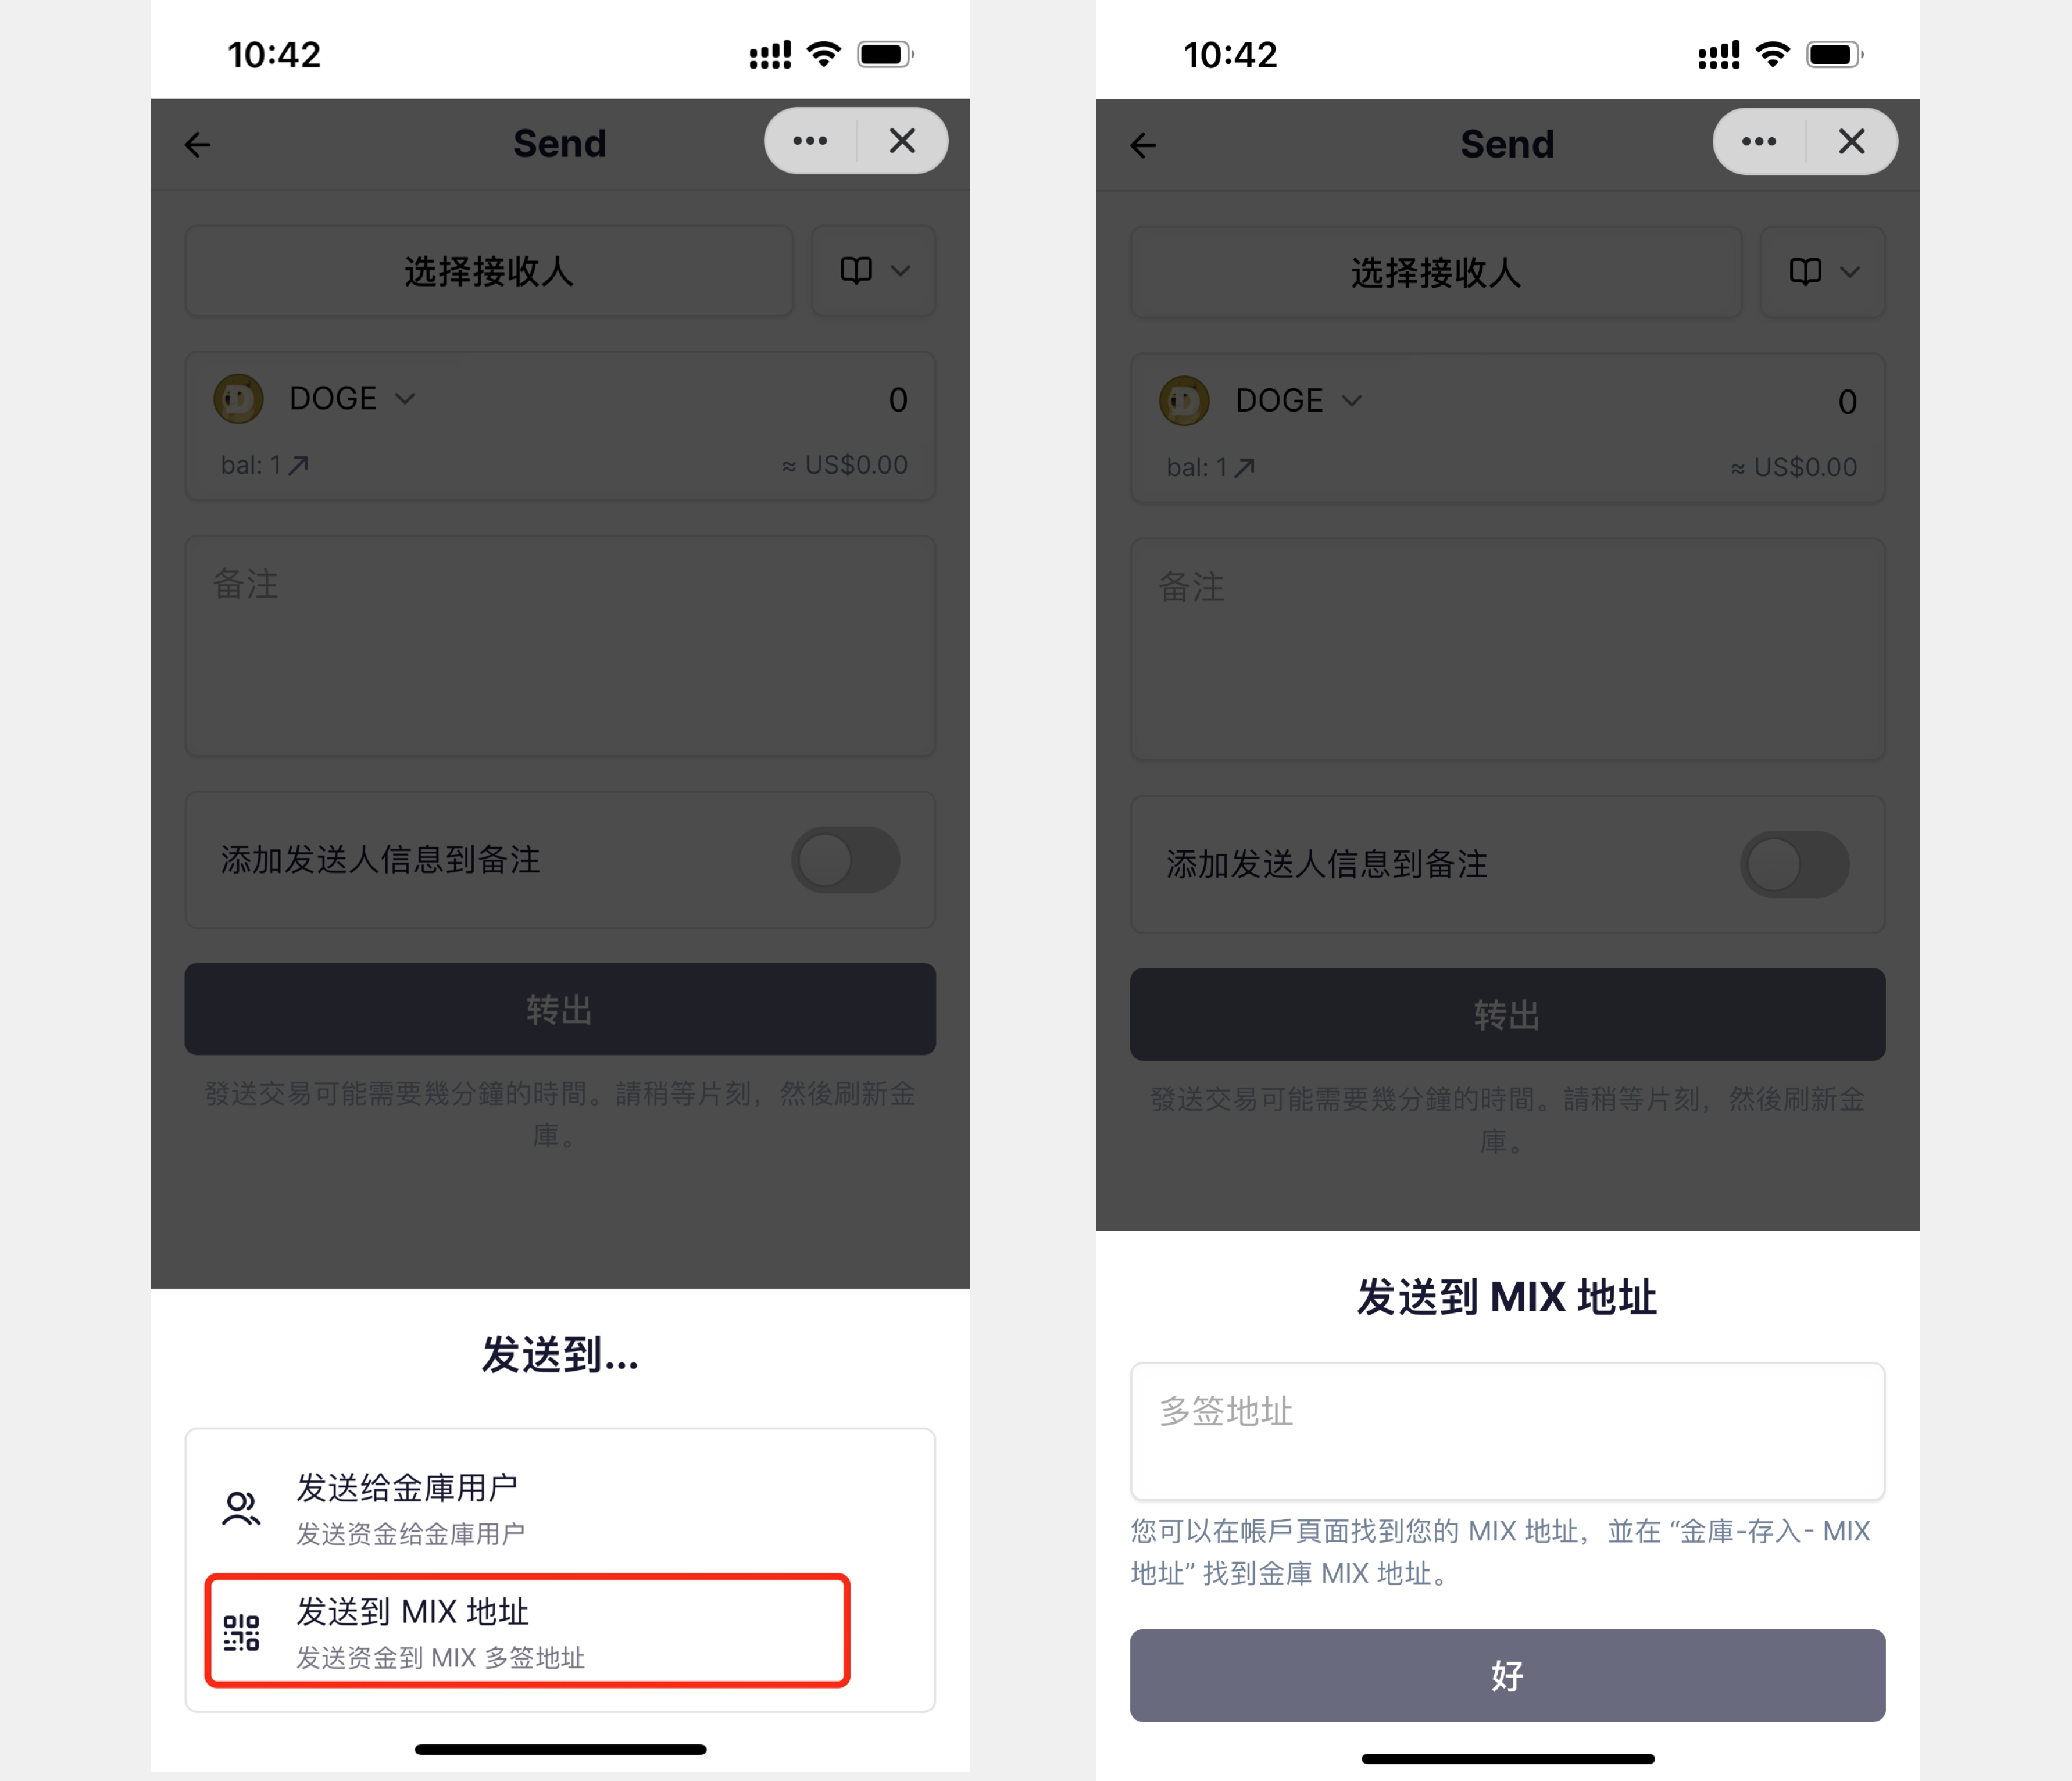 10:42
Send
选择接收人
DOGE
0
bal: 1
≈ US$0.00
备注
添加发送人信息到备注
转出
發送交易可能需要幾分鐘的時間。請稍等片刻，然後刷新金
庫。
发送到...
发送给金庫用户
发送资金给金庫用户
发送到 MIX 地址
发送资金到 MIX 多签地址
10:42
Send
选择接收人
DOGE
0
bal: 1
≈ US$0.00
备注
添加发送人信息到备注
转出
發送交易可能需要幾分鐘的時間。請稍等片刻，然後刷新金
庫。
发送到 MIX 地址
多签地址
您可以在帳戶頁面找到您的 MIX 地址，並在 “金庫-存入- MIX
地址” 找到金庫 MIX 地址。
好